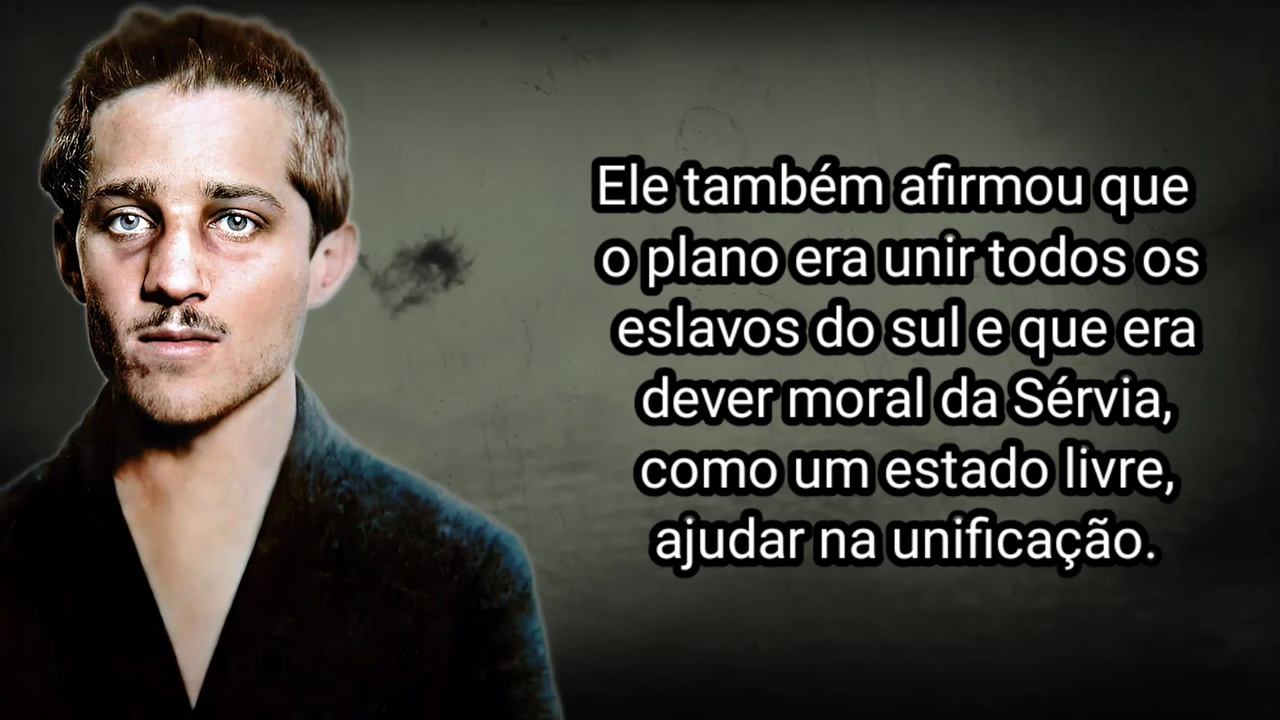 Ele também afirmou que
o plano era unir todos os
eslavos do sul e que era
dever moral da Sérvia,
como um estado livre,
ajudar na unificação.